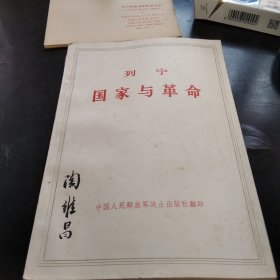 列宁
国家与革命
陶维昌
中国人民解放军战士出版社翻印